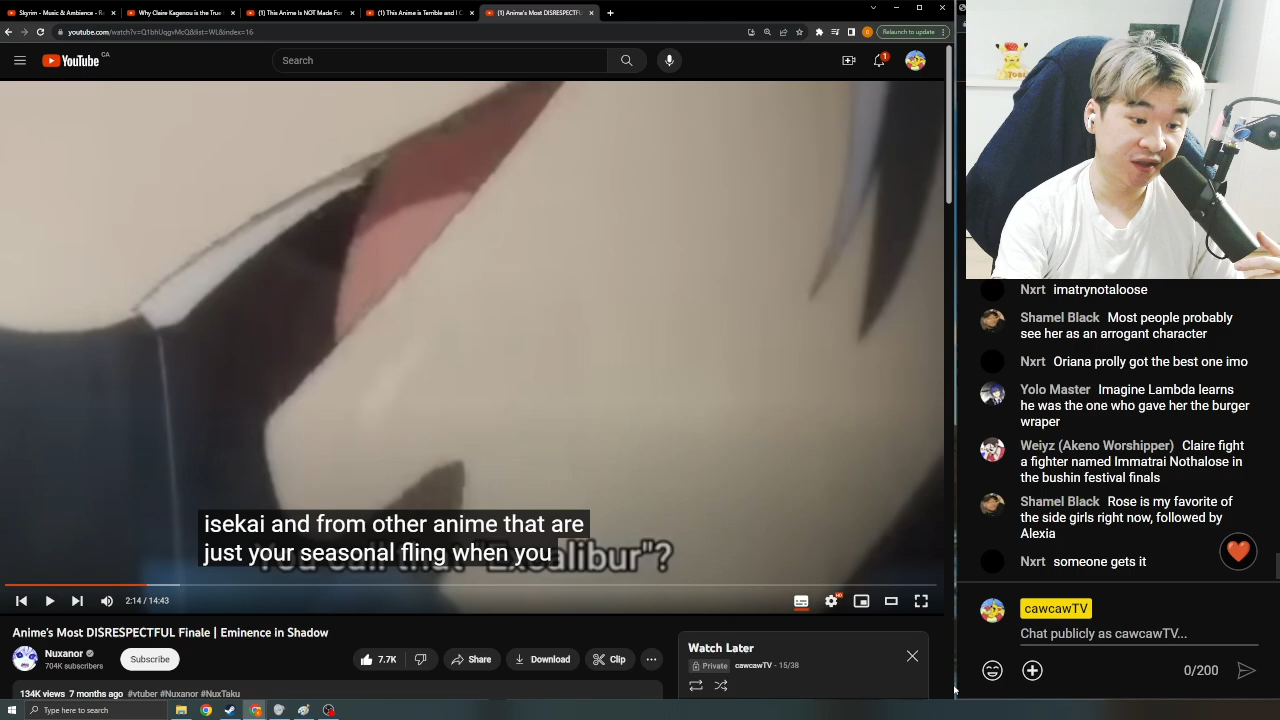 Skyrim - Music & Ambience - R
Why Claire Kagenou is the True
(1) This Anime Is NOT Made Fo
(1) This Anime is Terrible and I C
(1) Anime's Most DISRESPECTFU
youtube.com/watch?v=Q1bhUqgvMcQ&list=WL&index=16
Relaunch to update
YouTube CA
Search
1
isekai and from other anime that are
just your seasonal fling when you
You call that "Excalibur"?
2:14 / 14:43
HD
Anime's Most DISRESPECTFUL Finale | Eminence in Shadow
Nuxanor
704K subscribers
Subscribe
7.7K
Share
Download
Clip
Watch Later
Private cawcawTV - 15/38
134K views 7 months ago #vtuber #Nuxanor #NuxTaku
Type here to search
Nxrt imatrynotaloose
Shamel Black Most people probably
see her as an arrogant character
Nxrt Oriana prolly got the best one imo
Yolo Master Imagine Lambda learns
he was the one who gave her the burger
wraper
Weiyz (Akeno Worshipper) Claire fight
a fighter named Immatrai Nothalose in
the bushin festival finals
Shamel Black Rose is my favorite of
the side girls right now, followed by
Alexia
Nxrt someone gets it
cawcawTV
Chat publicly as cawcawTV...
0/200